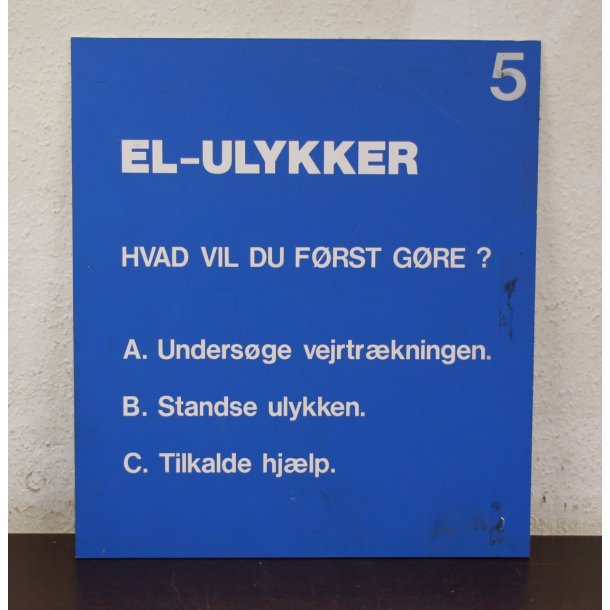 5
EL-ULYKKER
HVAD VIL DU FØRST GØRE ?
A. Undersøge vejrtrækningen.
B. Standse ulykken.
C. Tilkalde hjælp.